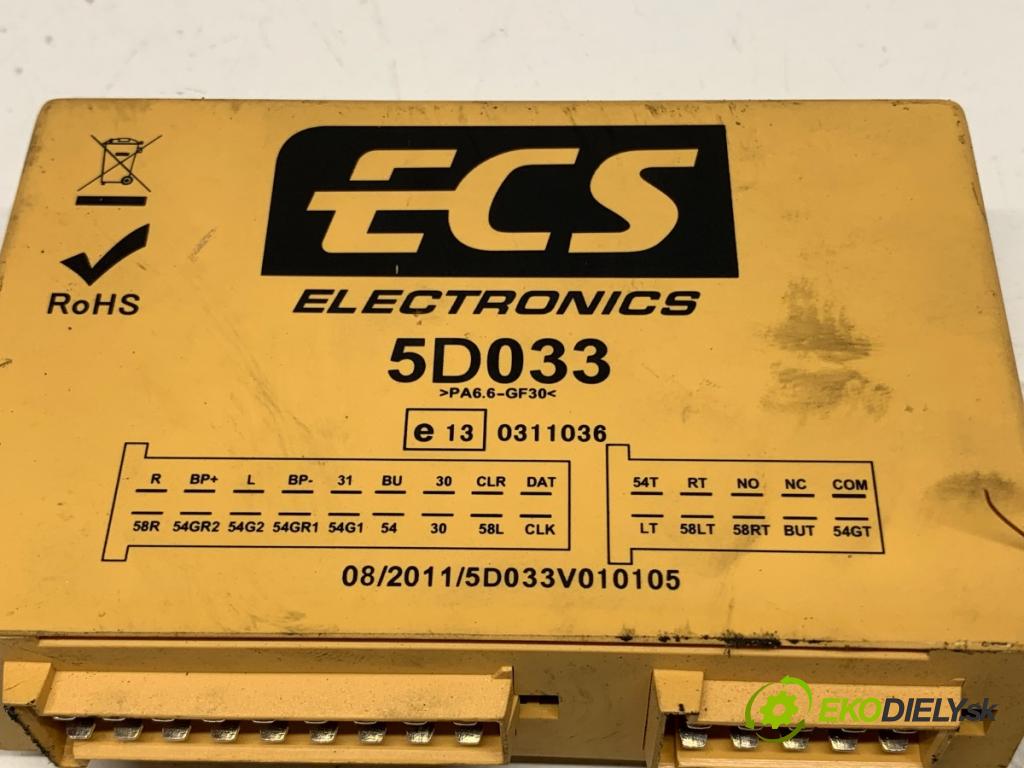 ECS
ELECTRONICS
RoHS
5D033
>PA6.6-GF30<
e 13 0311036
R BP+ L BP- 31 BU 30 CLR DAT
58R 54GR2 54G2 54GR1 54G1 54 30 58L CLK
54T RT NO NC COM
LT 58LT 58RT BUT 54GT
08/2011/5D033V010105
EKODIELY.sk